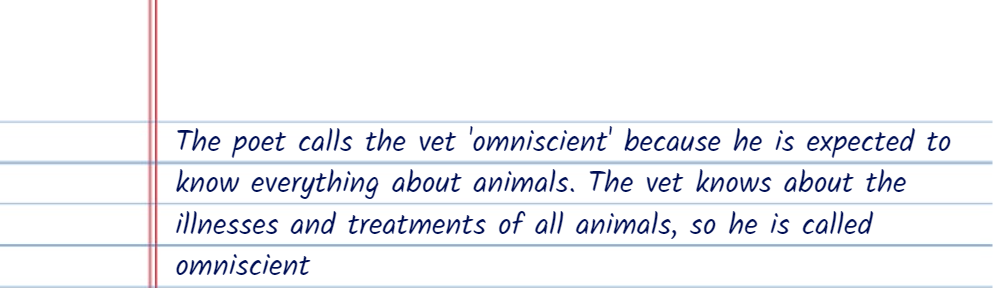 The poet calls the vet 'omniscient' because he is expected to
know everything about animals. The vet knows about the
illnesses and treatments of all animals, so he is called
omniscient